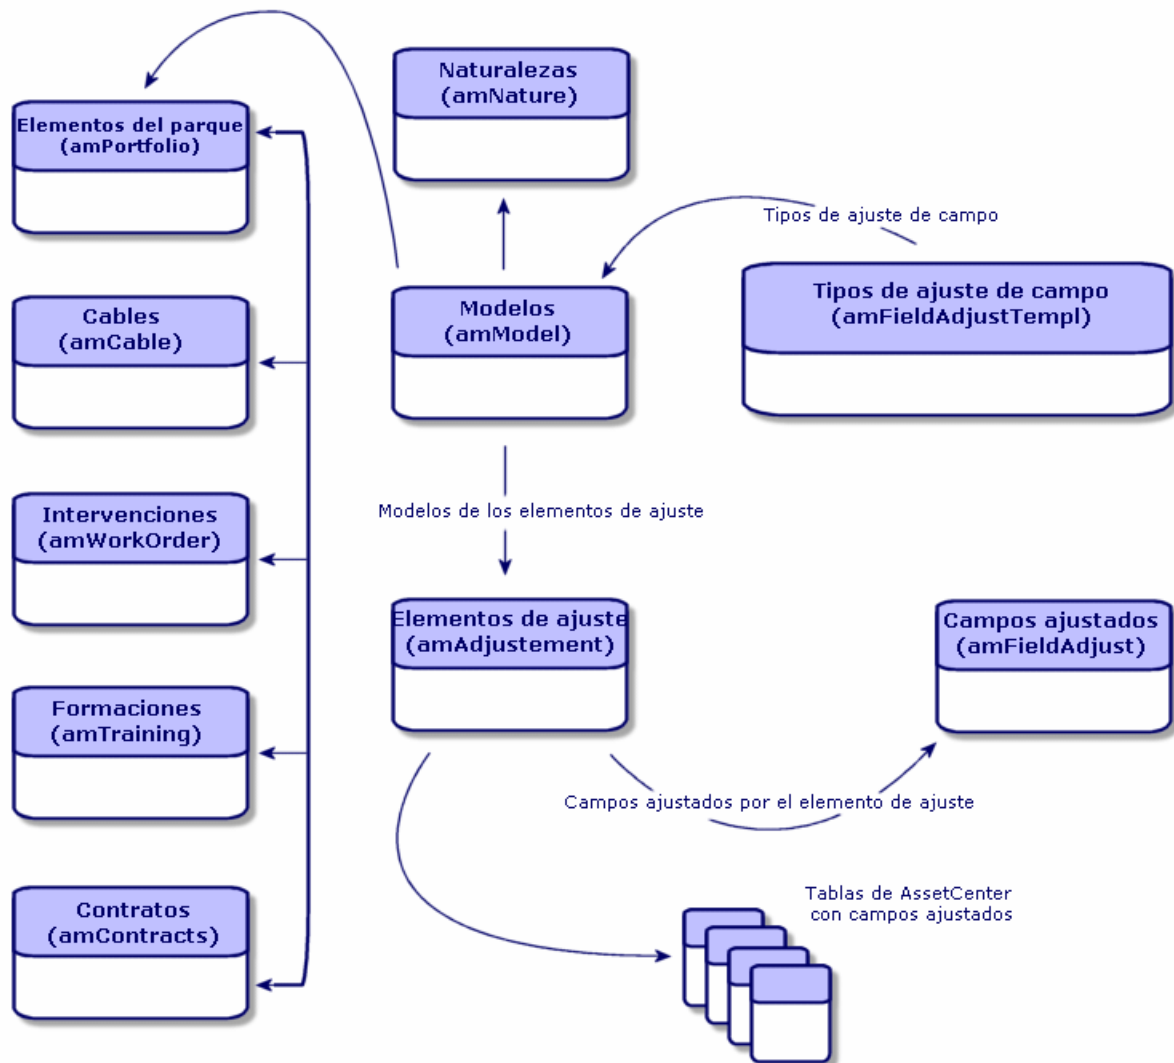 Naturalezas
(amNature)
Elementos del parque
(amPortfolio)
Tipos de ajuste de campo
Cables
(amCable)
Modelos
(amModel)
Tipos de ajuste de campo
(amFieldAdjustTempl)
Intervenciones
(amWorkOrder)
Modelos de los elementos de ajuste
Elementos de ajuste
(amAdjustement)
Campos ajustados
(amFieldAdjust)
Formaciones
(amTraining)
Campos ajustados por el elemento de ajuste
Contratos
(amContracts)
Tablas de AssetCenter
con campos ajustados